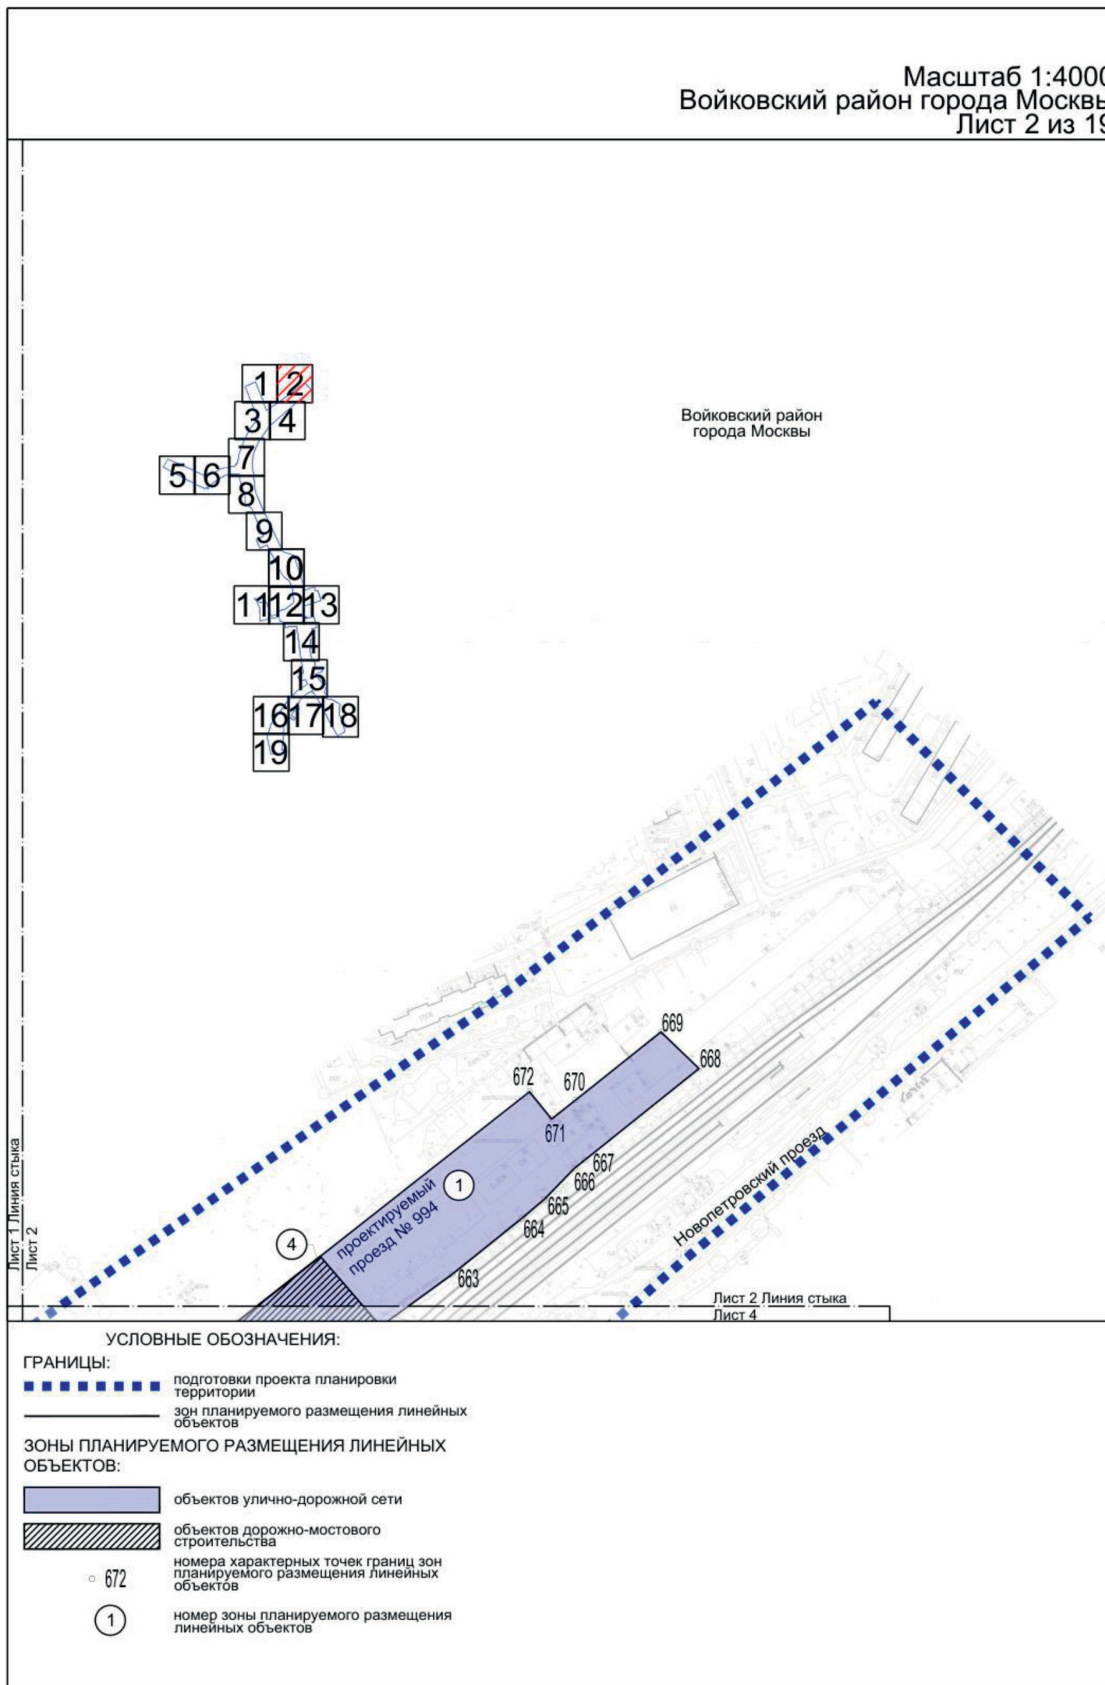 Масштаб 1:4000
Войковский район города Москвы
Лист 2 из 19
1
2
3
4
7
5
6
8
9
10
11
12
13
14
15
16
17
18
19
Войковский район
города Москвы
669
668
672
670
671
667
666
665
664
663
1
проектируемый
проезд № 994
4
Новопетровский проезд
Лист 1 Линия стыка
Лист 2
Лист 2 Линия стыка
Лист 4
УСЛОВНЫЕ ОБОЗНАЧЕНИЯ:
ГРАНИЦЫ:
подготовки проекта планировки
территории
зон планируемого размещения линейных
объектов
ЗОНЫ ПЛАНИРУЕМОГО РАЗМЕЩЕНИЯ ЛИНЕЙНЫХ
ОБЪЕКТОВ:
объектов улично-дорожной сети
объектов дорожно-мостового
строительства
672
номера характерных точек границ зон
планируемого размещения линейных
объектов
1
номер зоны планируемого размещения
линейных объектов